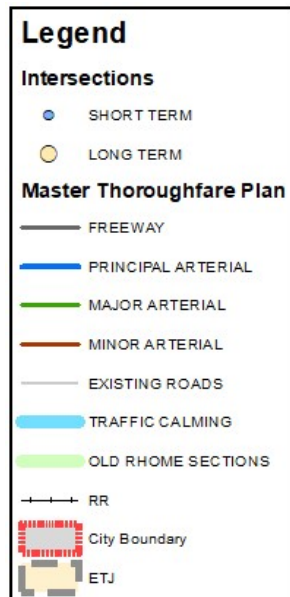 Legend
Intersections
SHORT TERM
LONG TERM
Master Thoroughfare Plan
FREEWAY
PRINCIPAL ARTERIAL
MAJOR ARTERIAL
MINOR ARTERIAL
EXISTING ROADS
TRAFFIC CALMING
OLD RHOME SECTIONS
RR
City Boundary
ETJ